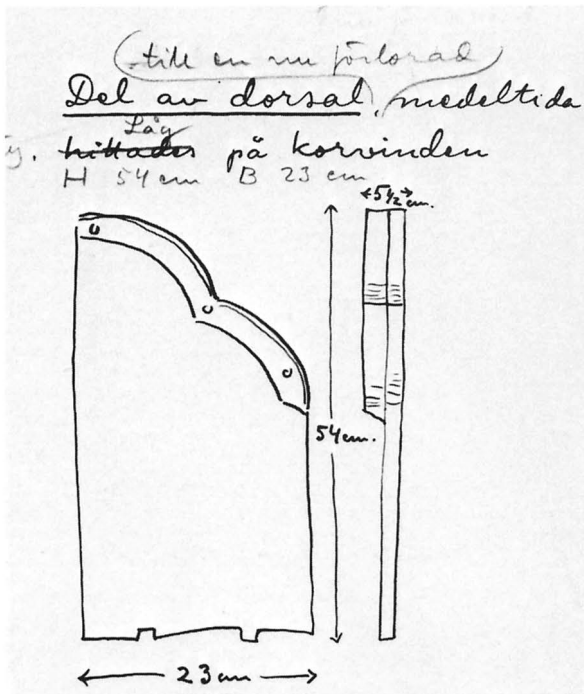 till en nu förlorad
Del av dorsal, medeltida
Låg
hittades på korvinden
H 54 cm B 23 cm
5½ cm.
54 cm.
23 cm